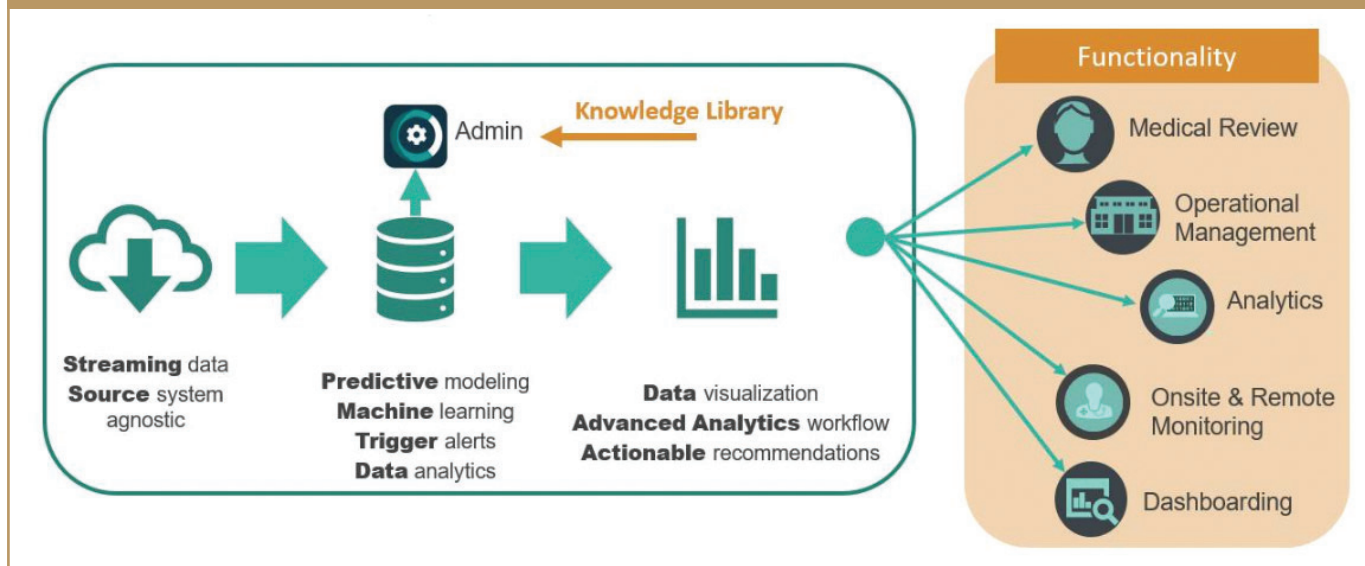 Functionality
Knowledge Library
Admin
Streaming data
Source system
agnostic
Predictive modeling
Machine learning
Trigger alerts
Data analytics
Data visualization
Advanced Analytics workflow
Actionable recommendations
Medical Review
Operational
Management
Analytics
Onsite & Remote
Monitoring
Dashboarding